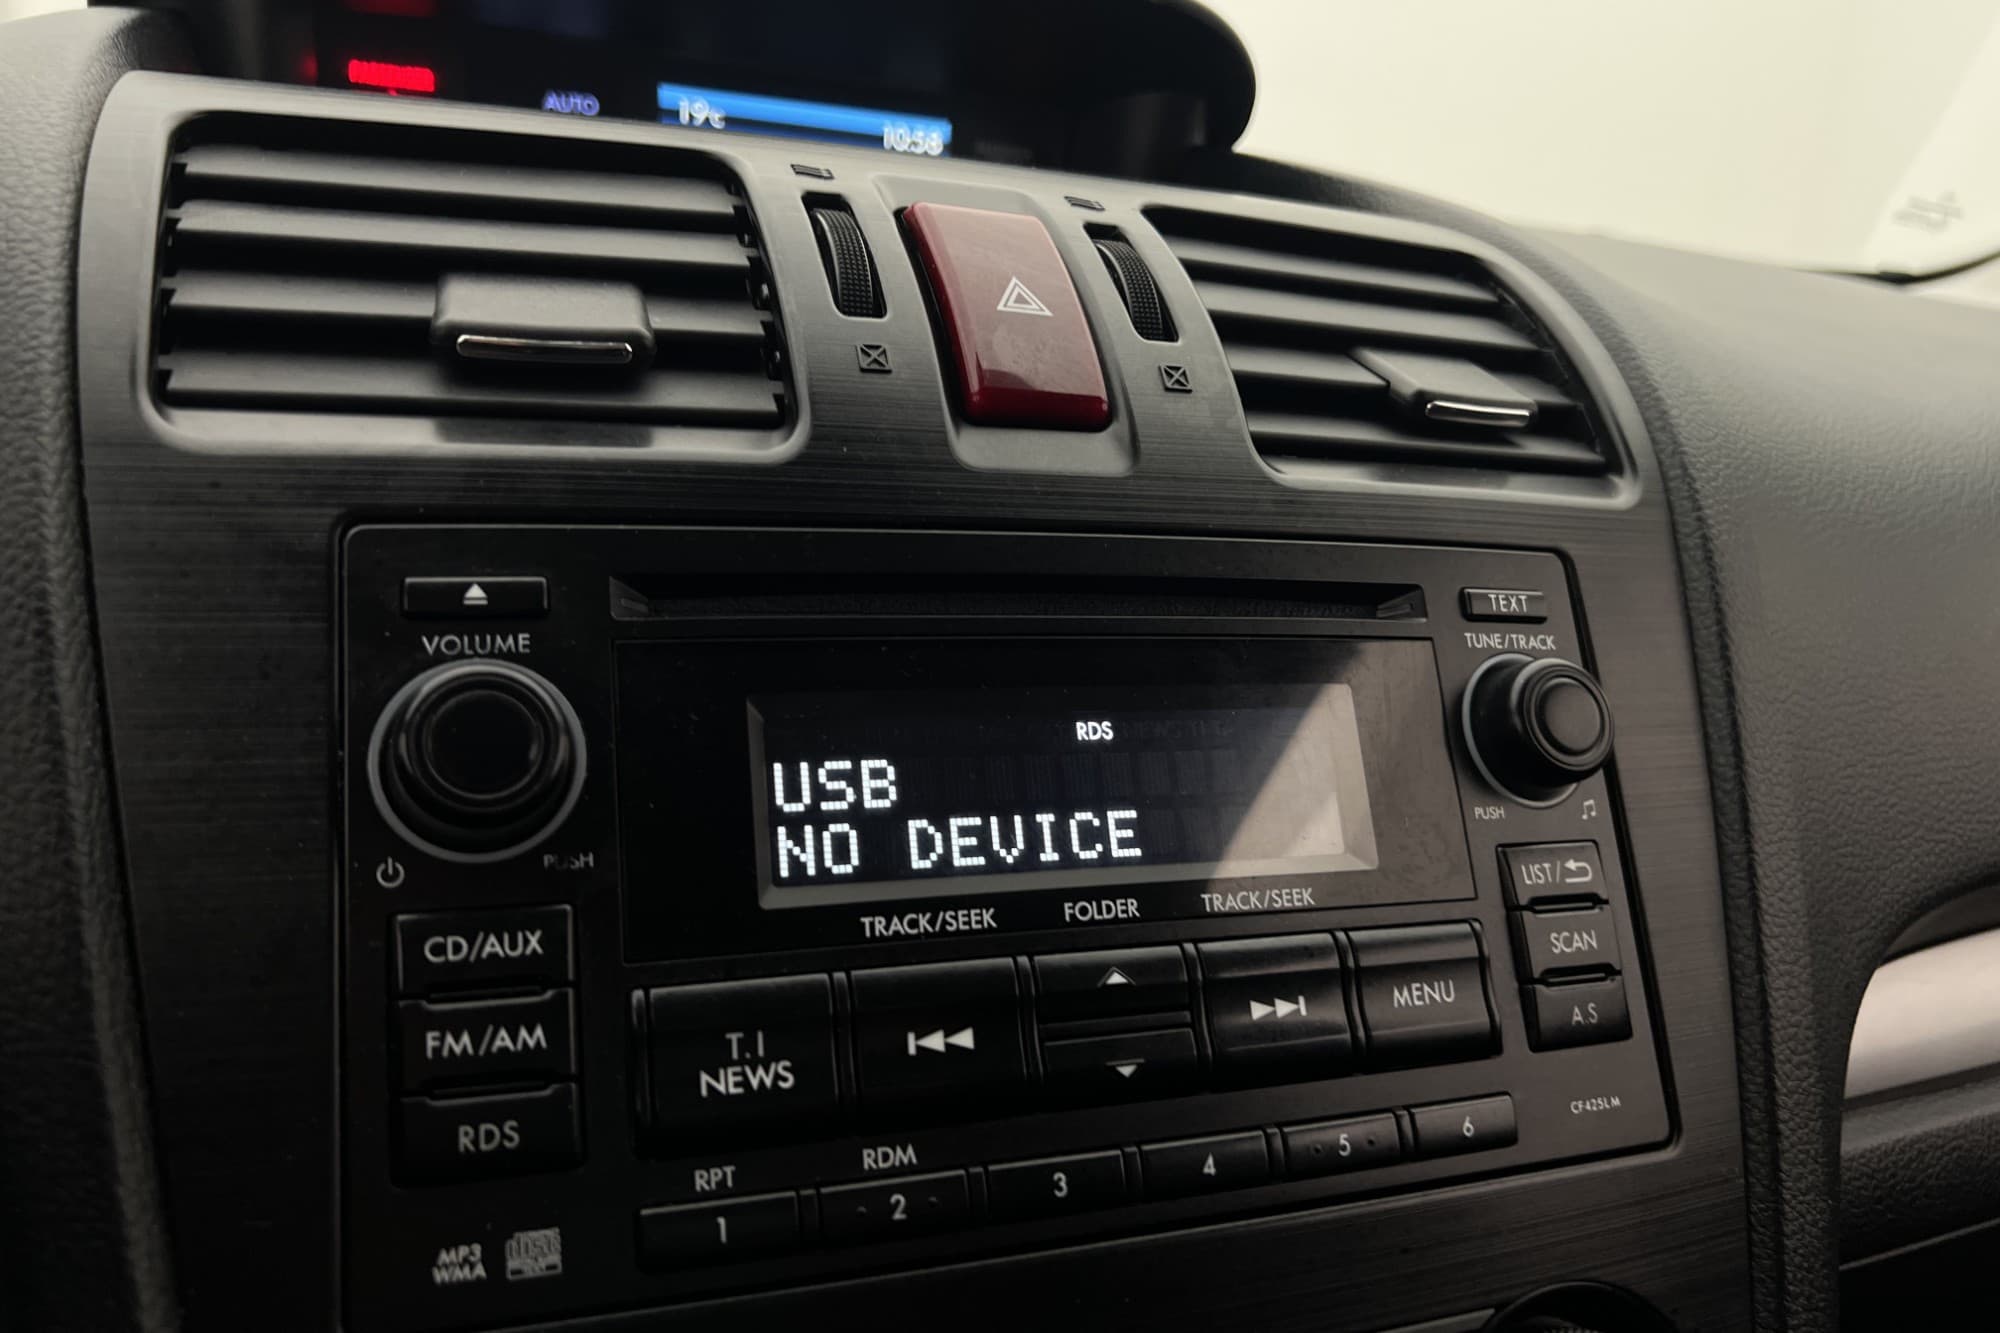 AUTO
19c
10:58
TEXT
VOLUME
TUNE/TRACK
RDS
USB
NO DEVICE
PUSH
PUSH
TRACK/SEEK
FOLDER
TRACK/SEEK
LIST/
CD/AUX
SCAN
MENU
FM/AM
T.I
NEWS
A.S
RDS
CF425LM
RPT
RDM
1
2
3
4
5
6
MP3
WMA
disc